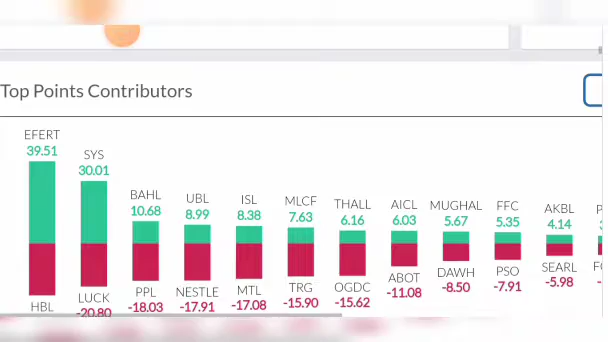 Top Points Contributors
EFERT
39.51
SYS
30.01
BAHL
10.68
UBL
8.99
ISL
8.38
MLCF
7.63
THALL
6.16
AICL
6.03
MUGHAL
5.67
FFC
5.35
AKBL
4.14
HBL
LUCK
-20.80
PPL
-18.03
NESTLE
-17.91
MTL
-17.08
TRG
-15.90
OGDC
-15.62
ABOT
-11.08
DAWH
-8.50
PSO
-7.91
SEARL
-5.98